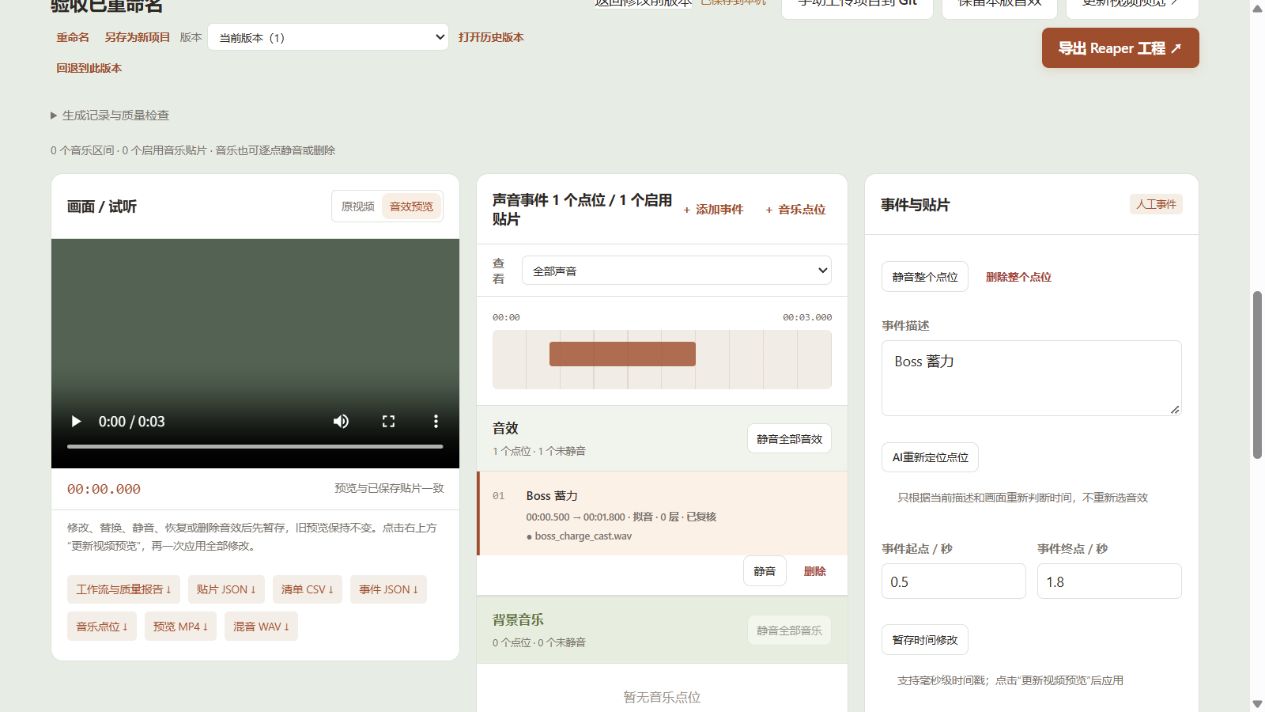 验收已重命名
返回修改前版本 已保存到本机 手动上传项目到 Git 保留本版音效 更新视频预览 ↗
重命名 另存为新项目 版本 当前版本（1） 打开历史版本
导出 Reaper 工程 ↗
回退到此版本
▶ 生成记录与质量检查
0 个音乐区间 · 0 个启用音乐贴片 · 音乐也可逐点静音或删除
画面 / 试听
原视频 音效预览
0:00 / 0:03
00:00.000 预览与已保存贴片一致
修改、替换、静音、恢复或删除音效后先暂存，旧预览保持不变。点击右上方
“更新视频预览”，再一次应用全部修改。
工作流与质量报告 ↓ 贴片 JSON ↓ 清单 CSV ↓ 事件 JSON ↓
音乐点位 ↓ 预览 MP4 ↓ 混音 WAV ↓
声音事件 1 个点位 / 1 个启用
贴片
+ 添加事件 + 音乐点位
查
看
全部声音
00:00 00:03.000
音效
1 个点位 · 1 个未静音
静音全部音效
01 Boss 蓄力
00:00.500 → 00:01.800 · 拟音 · 0 层 · 已复核
● boss_charge_cast.wav
静音 删除
背景音乐
0 个点位 · 0 个未静音
静音全部音乐
暂无音乐点位
事件与贴片 人工事件
静音整个点位 删除整个点位
事件描述
Boss 蓄力
AI重新定位点位
只根据当前描述和画面重新判断时间，不重新选音效
事件起点 / 秒 事件终点 / 秒
0.5 1.8
暂存时间修改
支持毫秒级时间戳；点击“更新视频预览”后应用